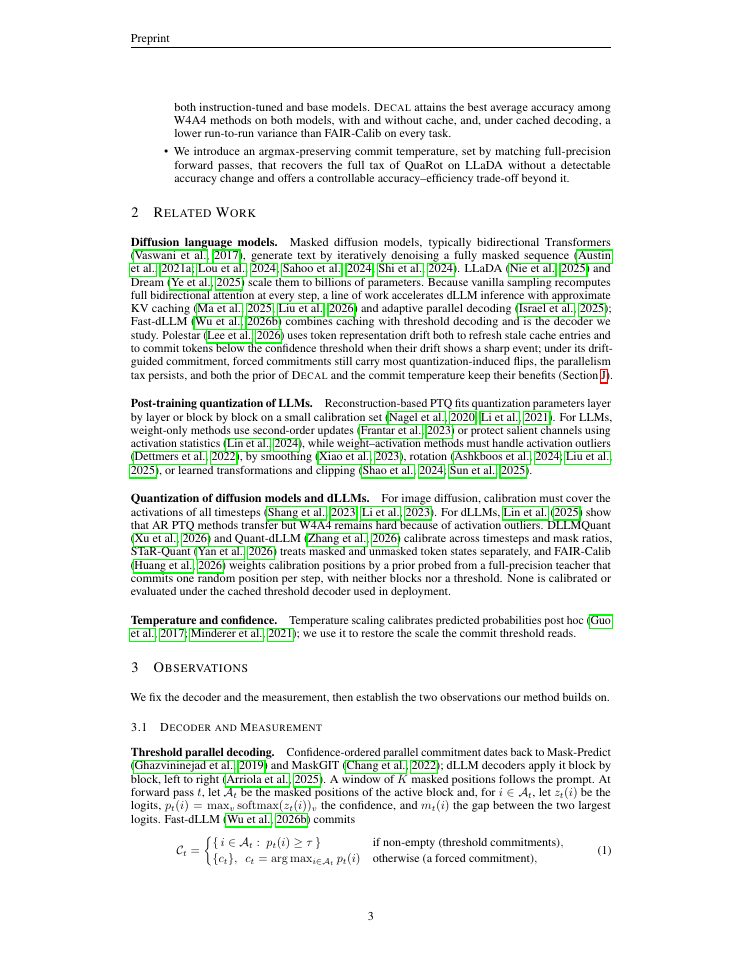 Preprint
both instruction-tuned and base models. DECAL attains the best average accuracy among
W4A4 methods on both models, with and without cache, and, under cached decoding, a
lower run-to-run variance than FAIR-Calib on every task.
• We introduce an argmax-preserving commit temperature, set by matching full-precision
forward passes, that recovers the full tax of QuaRot on LLaDA without a detectable
accuracy change and offers a controllable accuracy–efficiency trade-off beyond it.
2 RELATED WORK
Diffusion language models. Masked diffusion models, typically bidirectional Transformers
(Vaswani et al., 2017), generate text by iteratively denoising a fully masked sequence (Austin
et al., 2021a; Lou et al., 2024; Sahoo et al., 2024; Shi et al., 2024). LLaDA (Nie et al., 2025) and
Dream (Ye et al., 2025) scale them to billions of parameters. Because vanilla sampling recomputes
full bidirectional attention at every step, a line of work accelerates dLLM inference with approximate
KV caching (Ma et al., 2025; Liu et al., 2026) and adaptive parallel decoding (Israel et al., 2025);
Fast-dLLM (Wu et al., 2026b) combines caching with threshold decoding and is the decoder we
study. Polestar (Lee et al., 2026) uses token representation drift both to refresh stale cache entries and
to commit tokens below the confidence threshold when their drift shows a sharp event; under its drift-
guided commitment, forced commitments still carry most quantization-induced flips, the parallelism
tax persists, and both the prior of DECAL and the commit temperature keep their benefits (Section J).
Post-training quantization of LLMs. Reconstruction-based PTQ fits quantization parameters layer
by layer or block by block on a small calibration set (Nagel et al., 2020; Li et al., 2021). For LLMs,
weight-only methods use second-order updates (Frantar et al., 2023) or protect salient channels using
activation statistics (Lin et al., 2024), while weight–activation methods must handle activation outliers
(Dettmers et al., 2022), by smoothing (Xiao et al., 2023), rotation (Ashkboos et al., 2024; Liu et al.,
2025), or learned transformations and clipping (Shao et al., 2024; Sun et al., 2025).
Quantization of diffusion models and dLLMs. For image diffusion, calibration must cover the
activations of all timesteps (Shang et al., 2023; Li et al., 2023). For dLLMs, Lin et al. (2025) show
that AR PTQ methods transfer but W4A4 remains hard because of activation outliers. DLLMQuant
(Xu et al., 2026) and Quant-dLLM (Zhang et al., 2026) calibrate across timesteps and mask ratios,
STaR-Quant (Yan et al., 2026) treats masked and unmasked token states separately, and FAIR-Calib
(Huang et al., 2026) weights calibration positions by a prior probed from a full-precision teacher that
commits one random position per step, with neither blocks nor a threshold. None is calibrated or
evaluated under the cached threshold decoder used in deployment.
Temperature and confidence. Temperature scaling calibrates predicted probabilities post hoc (Guo
et al., 2017; Minderer et al., 2021); we use it to restore the scale the commit threshold reads.
3 OBSERVATIONS
We fix the decoder and the measurement, then establish the two observations our method builds on.
3.1 DECODER AND MEASUREMENT
Threshold parallel decoding. Confidence-ordered parallel commitment dates back to Mask-Predict
(Ghazvininejad et al., 2019) and MaskGIT (Chang et al., 2022); dLLM decoders apply it block by
block, left to right (Arriola et al., 2025). A window of K masked positions follows the prompt. At
forward pass t, let 𝒜ₜ be the masked positions of the active block and, for i ∈ 𝒜ₜ, let zₜ(i) be the
logits, pₜ(i) = maxᵥ softmax(zₜ(i))ᵥ the confidence, and mₜ(i) the gap between the two largest
logits. Fast-dLLM (Wu et al., 2026b) commits
𝒞ₜ = { { i ∈ 𝒜ₜ : pₜ(i) ≥ τ } if non-empty (threshold commitments),
{cₜ}, cₜ = arg max_{i∈𝒜ₜ} pₜ(i) otherwise (a forced commitment), (1)
3